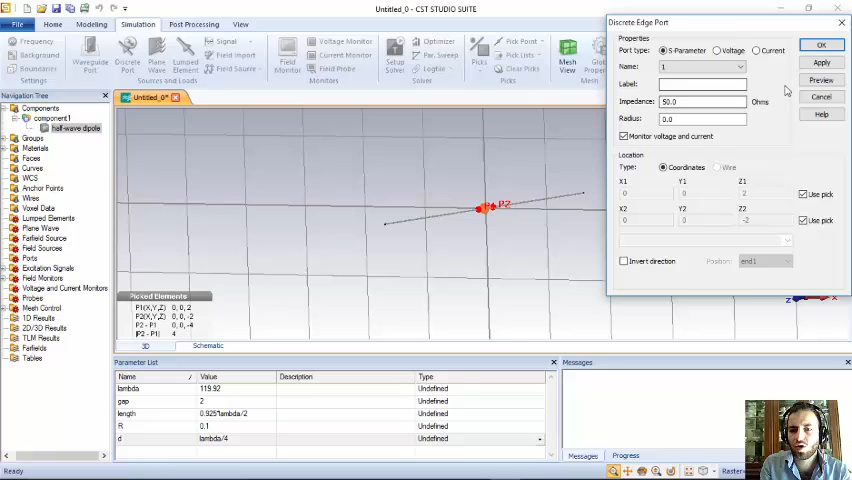 Untitled_0 - CST STUDIO SUITE
File Home Modeling Simulation Post Processing View
Frequency
Background
Boundaries
Settings
Waveguide Port
Discrete Port
Plane Wave
Lumped Element
Signal
Field Import
Field Source
Field Monitor
Voltage Monitor
Current Monitor
Field Probe
Setup Solver
Optimizer
Par. Sweep
Logfile
Picks
Pick Point
Pick Lists
Clear Picks
Picks
Mesh View
Global
Navigation Tree
Components
component1
half-wave dipole
Groups
Materials
Faces
Curves
WCS
Anchor Points
Wires
Voxel Data
Lumped Elements
Plane Wave
Farfield Sources
Field Sources
Ports
Excitation Signals
Field Monitors
Voltage and Current Monitors
Probes
Mesh Control
1D Results
2D/3D Results
Farfields
TLM Results
Tables
Untitled_0*
P1 P2
Picked Elements
P1(X,Y,Z) 0, 0, 2
P2(X,Y,Z) 0, 0, -2
P2 - P1 0, 0, -4
|P2 - P1| 4
3D Schematic
Parameter List
Name / Value Description Type
lambda 119.92 Undefined
gap 2 Undefined
length 0.925*lambda/2 Undefined
R 0.1 Undefined
d lambda/4 Undefined
Messages
Messages Progress
Ready
Raster=
Discrete Edge Port
Properties
Port type: S-Parameter Voltage Current
Name: 1
Label:
Impedance: 50.0 Ohms
Radius: 0.0
Monitor voltage and current
OK
Apply
Preview
Cancel
Help
Location
Type: Coordinates Wire
X1 Y1 Z1
0 0 2 Use pick
X2 Y2 Z2
0 0 -2 Use pick
Invert direction Position: end1
x